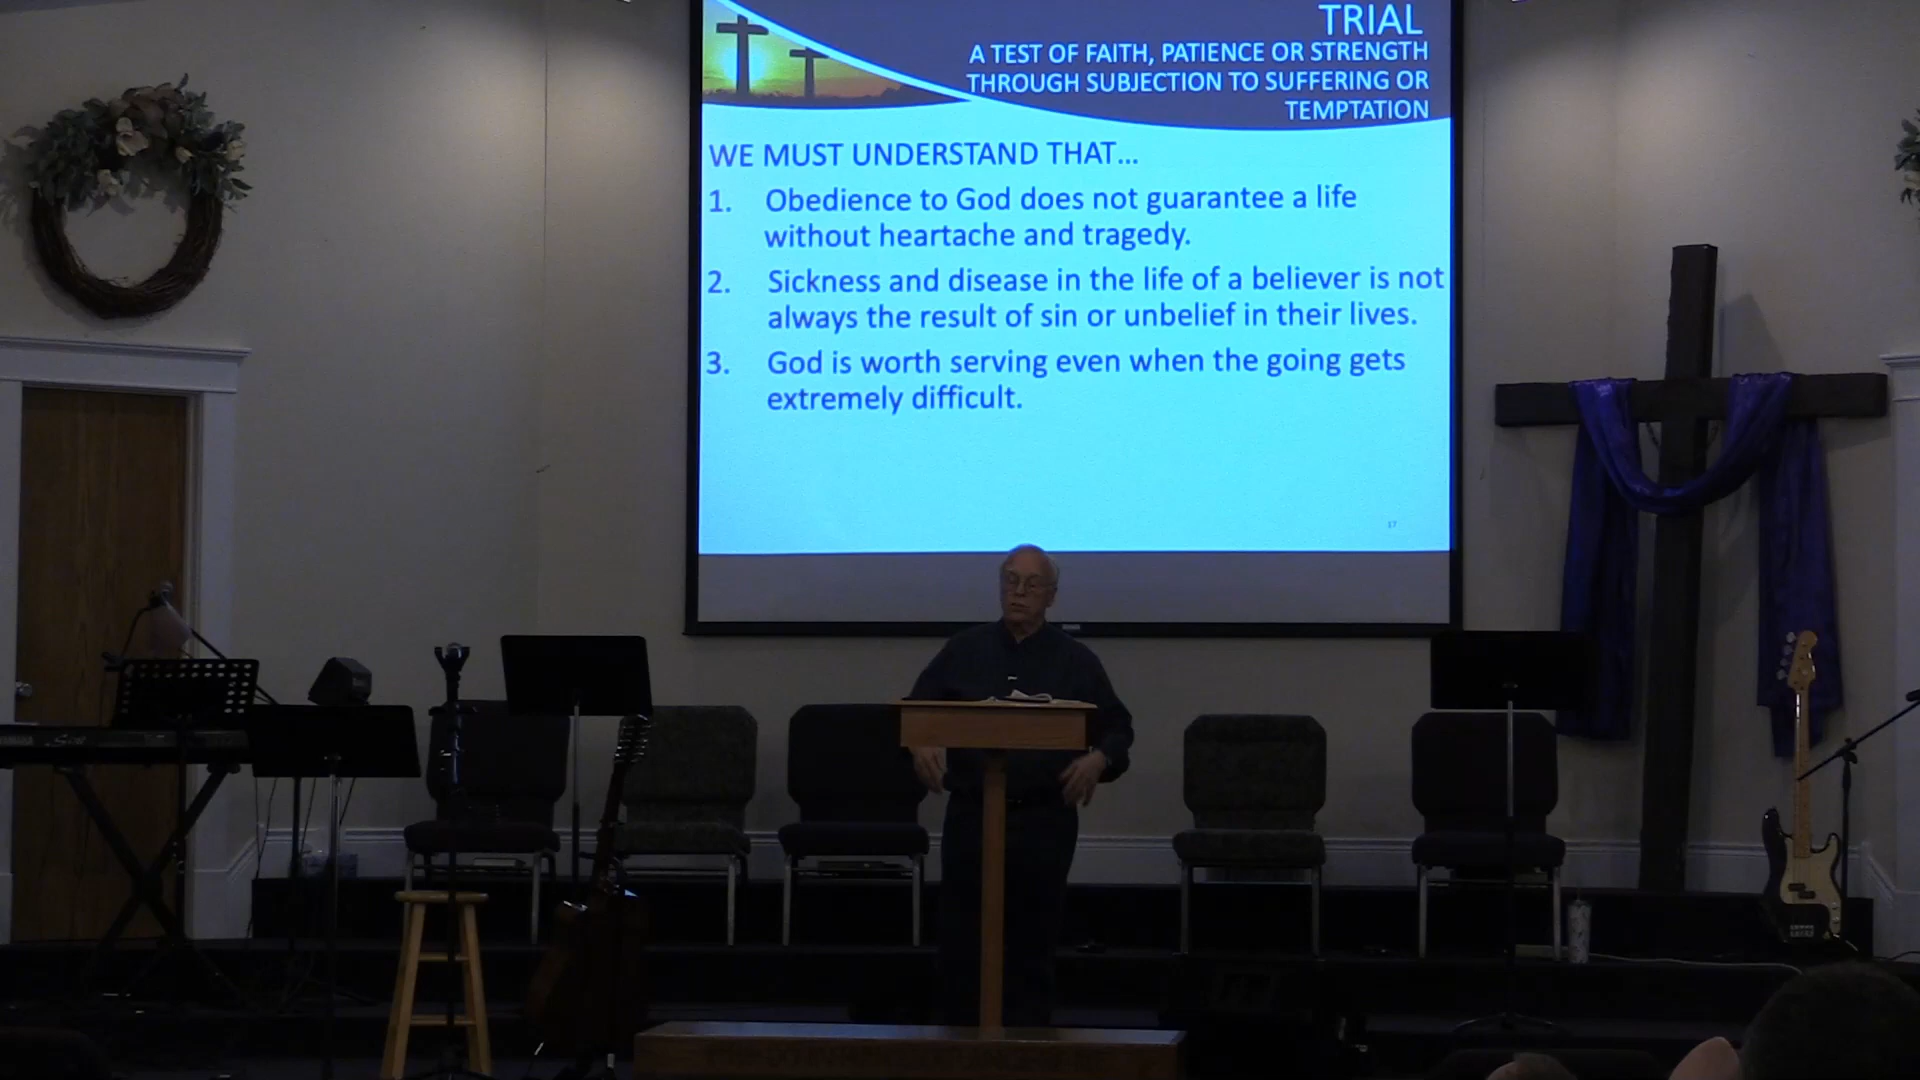 TRIAL
A TEST OF FAITH, PATIENCE OR STRENGTH
THROUGH SUBJECTION TO SUFFERING OR
TEMPTATION
WE MUST UNDERSTAND THAT...
1. Obedience to God does not guarantee a life
without heartache and tragedy.
2. Sickness and disease in the life of a believer is not
always the result of sin or unbelief in their lives.
3. God is worth serving even when the going gets
extremely difficult.
17